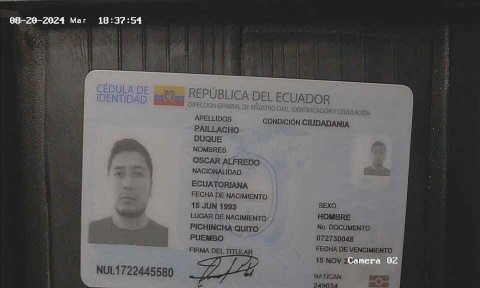 08-20-2024 Mar 18:37:54
CÉDULA DE IDENTIDAD
REPÚBLICA DEL ECUADOR
DIRECCIÓN GENERAL DE REGISTRO CIVIL, IDENTIFICACIÓN Y CEDULACIÓN
APELLIDOS
CONDICIÓN CIUDADANÍA
PAILLACHO
DUQUE
NOMBRES
OSCAR ALFREDO
NACIONALIDAD
ECUATORIANA
FECHA DE NACIMIENTO
15 JUN 1993
LUGAR DE NACIMIENTO
PICHINCHA QUITO
PUEMBO
FIRMA DEL TITULAR
SEXO
HOMBRE
No. DOCUMENTO
072730048
FECHA DE VENCIMIENTO
15 NOV
NATICAN
249034
NUI.1722445580
Camera 02